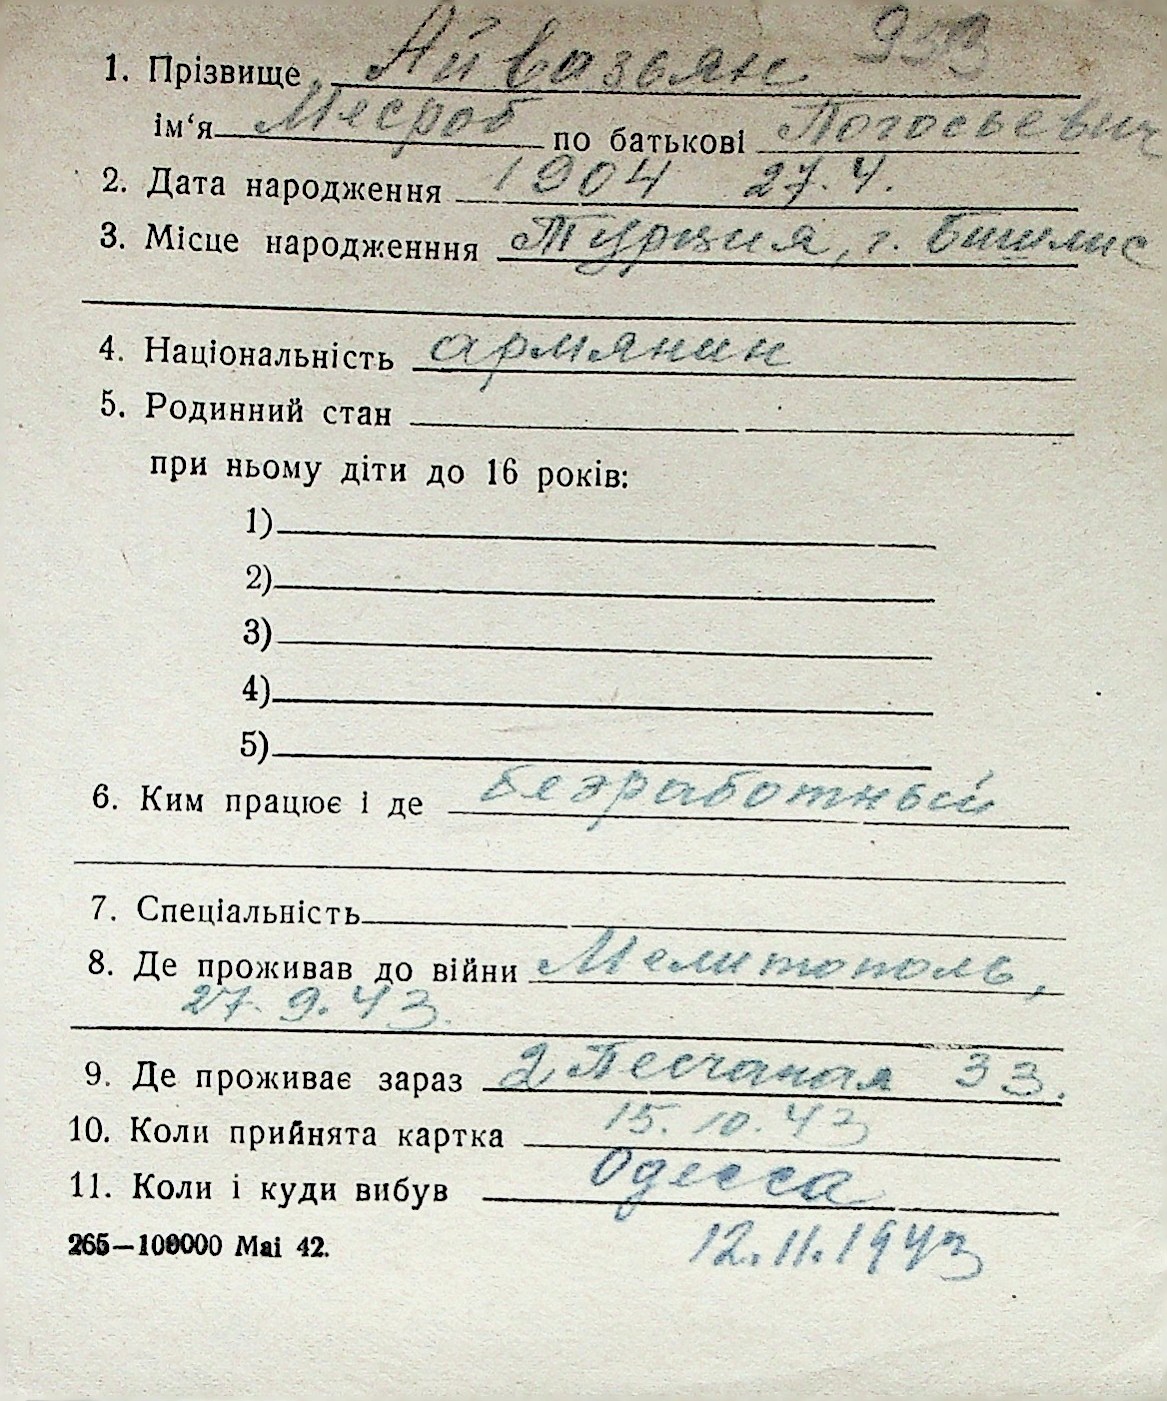 1. Прізвище Айвазьян 953
ім‘я Месроб по батькові Погосьевич
2. Дата народження 1904 27.4.
3. Місце народженння Турция, г. Битлис
4. Національність армянин
5. Родинний стан
при ньому діти до 16 років:
1)
2)
3)
4)
5)
6. Ким працює і де безработный
7. Спеціальність
8. Де проживав до війни Мелитополь,
27.9.43.
9. Де проживає зараз 2 Песчаная 33.
10. Коли прийнята картка 15.10.43
11. Коли і куди вибув Одесса
265—100000 Mai 42. 12.11.1943